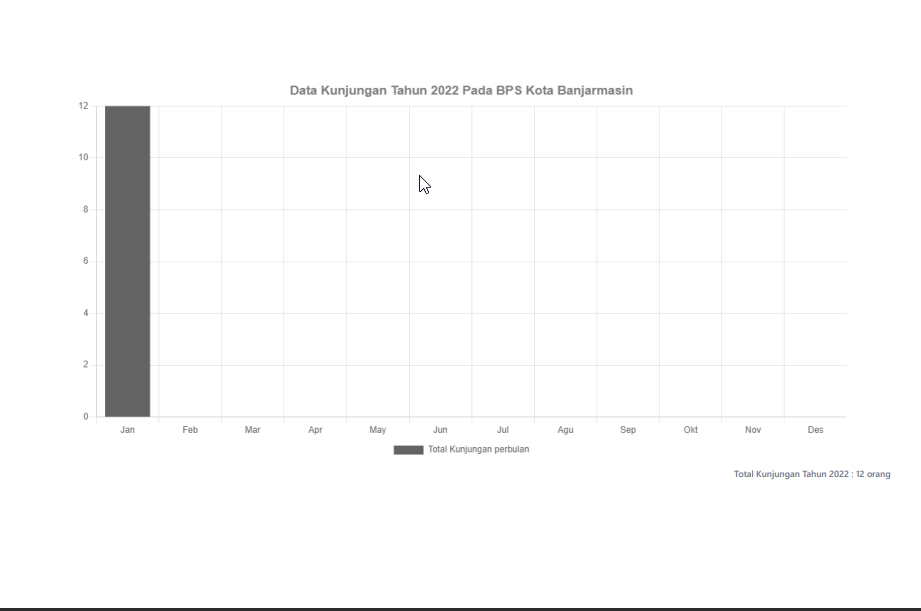 Data Kunjungan Tahun 2022 Pada BPS Kota Banjarmasin
12
10
8
6
4
2
0
Jan Feb Mar Apr May Jun Jul Agu Sep Okt Nov Des
Total Kunjungan perbulan
Total Kunjungan Tahun 2022 : 12 orang